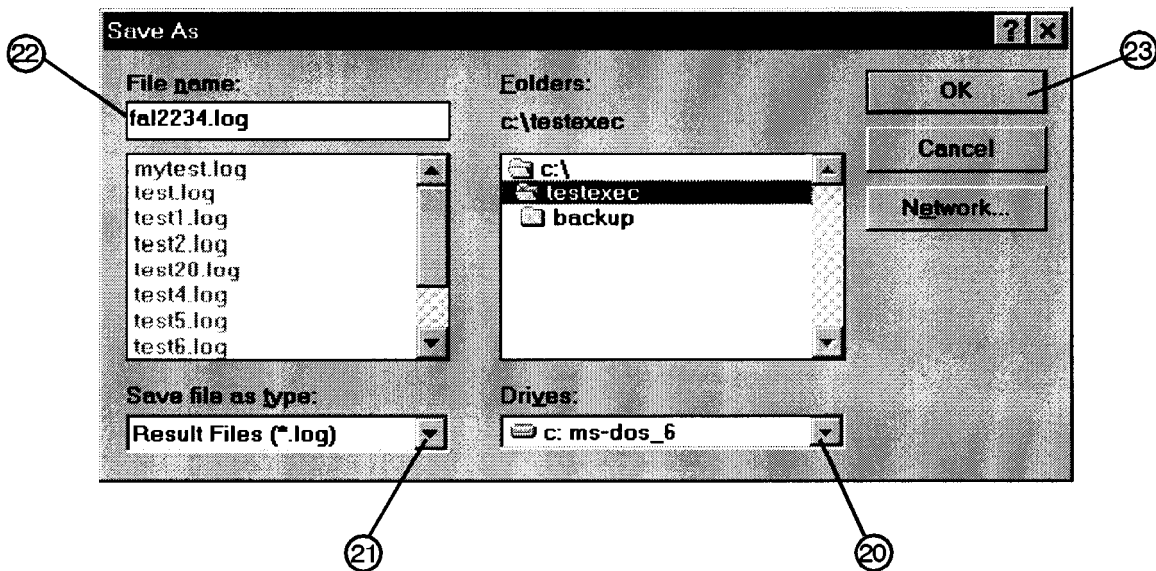 Save As
? X
22
23
File name:
fal2234.log
mytest.log
test.log
test1.log
test2.log
test20.log
test4.log
test5.log
test6.log
Save file as type:
Result Files (*.log)
Folders:
c:\testexec
c:\
testexec
backup
Drives:
c: ms-dos_6
OK
Cancel
Network...
21
20